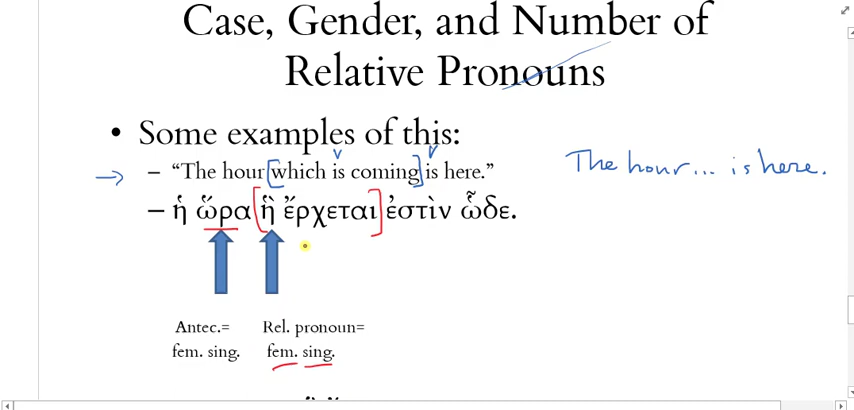 Case, Gender, and Number of
Relative Pronouns
• Some examples of this:
– “The hour [which is coming] is here.”
The hour... is here.
– ἡ ὥρα [ἣ ἔρχεται] ἐστὶν ὧδε.
Antec.= Rel. pronoun=
fem. sing. fem. sing.